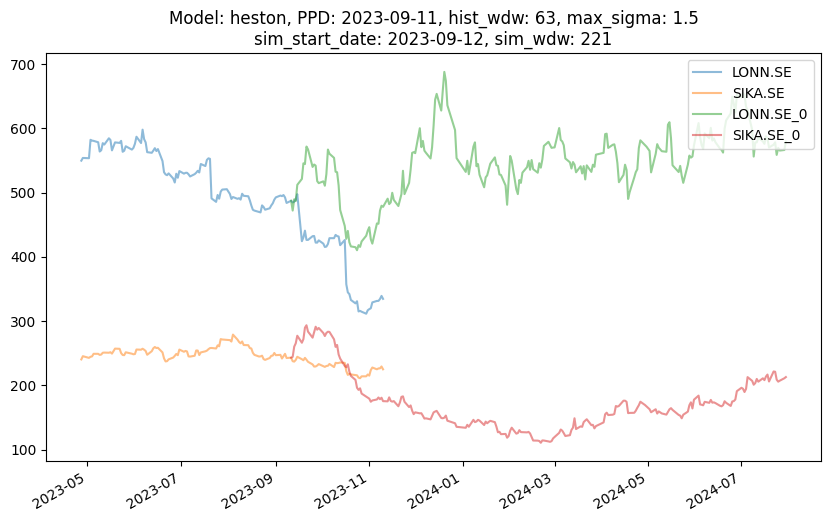 Model: heston, PPD: 2023-09-11, hist_wdw: 63, max_sigma: 1.5
sim_start_date: 2023-09-12, sim_wdw: 221
700
600
500
400
300
200
100
LONN.SE
SIKA.SE
LONN.SE_0
SIKA.SE_0
2023-05
2023-07
2023-09
2023-11
2024-01
2024-03
2024-05
2024-07